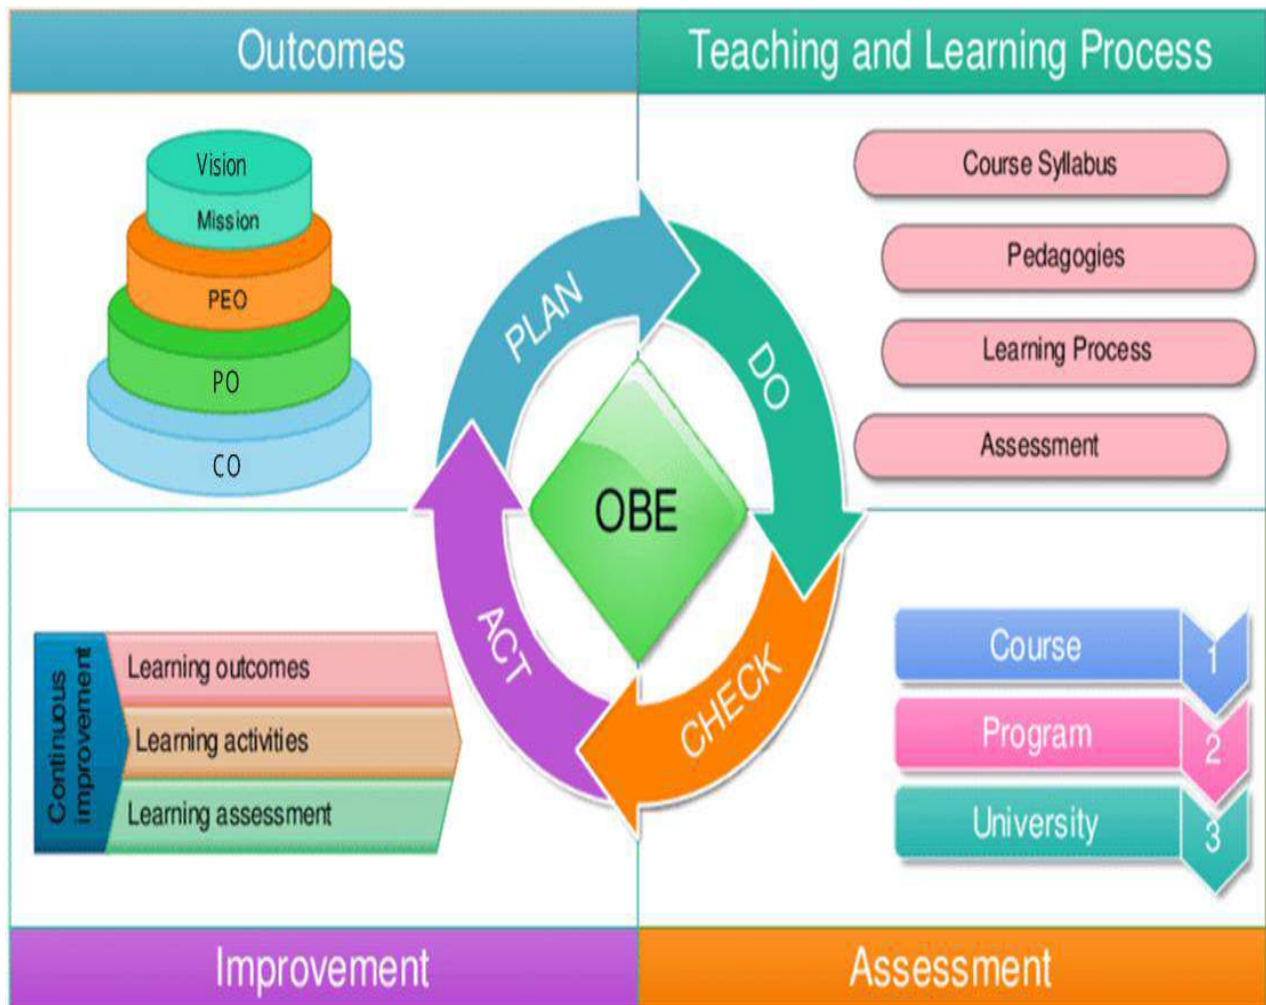 Outcomes
Teaching and Learning Process
Vision
Mission
PEO
PO
CO
Course Syllabus
Pedagogies
Learning Process
Assessment
PLAN
DO
CHECK
ACT
OBE
Continuous
improvement
Learning outcomes
Learning activities
Learning assessment
Course
1
Program
2
University
3
Improvement
Assessment